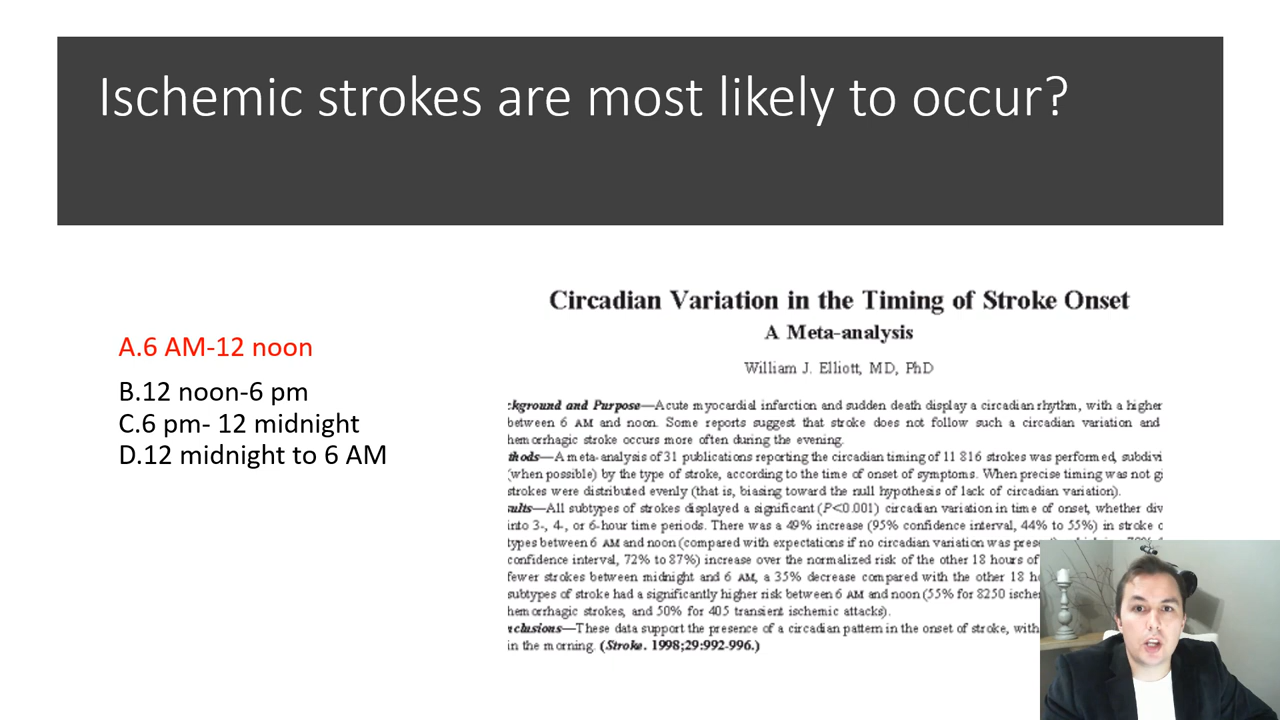 Ischemic strokes are most likely to occur?
A.6 AM-12 noon
B.12 noon-6 pm
C.6 pm- 12 midnight
D.12 midnight to 6 AM
Circadian Variation in the Timing of Stroke Onset
A Meta-analysis
William J. Elliott, MD, PhD
kground and Purpose—Acute myocardial infarction and sudden death display a circadian rhythm, with a higher
between 6 AM and noon. Some reports suggest that stroke does not follow such a circadian variation and
hemorrhagic stroke occurs more often during the evening.
thods—A meta-analysis of 31 publications reporting the circadian timing of 11 816 strokes was performed, subdivi
(when possible) by the type of stroke, according to the time of onset of symptoms. When precise timing was not gi
strokes were distributed evenly (that is, biasing toward the null hypothesis of lack of circadian variation).
sults—All subtypes of strokes displayed a significant (P<0.001) circadian variation in time of onset, whether div
into 3-, 4-, or 6-hour time periods. There was a 49% increase (95% confidence interval, 44% to 55%) in stroke o
types between 6 AM and noon (compared with expectations if no circadian variation was pres
confidence interval, 72% to 87%) increase over the normalized risk of the other 18 hours of
fewer strokes between midnight and 6 AM, a 35% decrease compared with the other 18 h
subtypes of stroke had a significantly higher risk between 6 AM and noon (55% for 8250 ische
hemorrhagic strokes, and 50% for 405 transient ischemic attacks).
nclusions—These data support the presence of a circadian pattern in the onset of stroke, with
in the morning. (Stroke. 1998;29:992-996.)